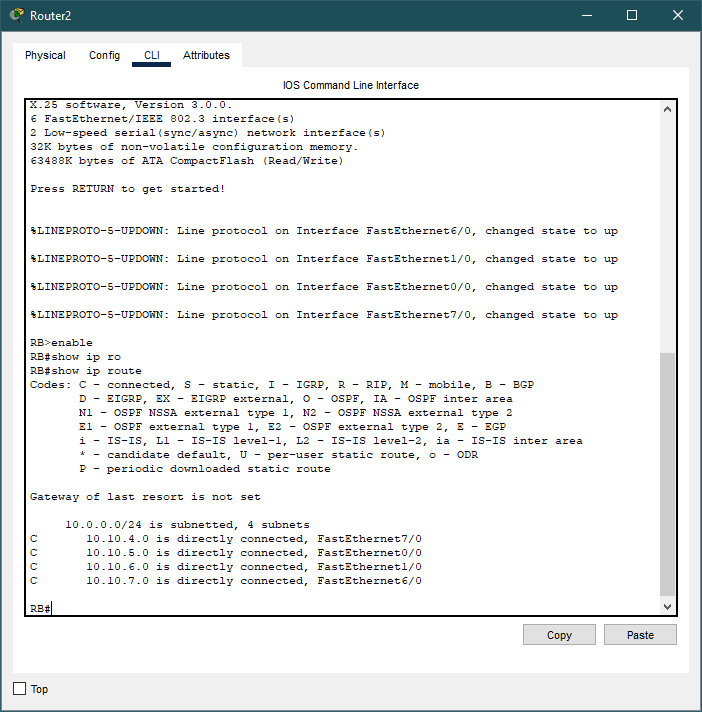 Router2
Physical Config CLI Attributes
IOS Command Line Interface
X.25 software, Version 3.0.0.
6 FastEthernet/IEEE 802.3 interface(s)
2 Low-speed serial(sync/async) network interface(s)
32K bytes of non-volatile configuration memory.
63488K bytes of ATA CompactFlash (Read/Write)
Press RETURN to get started!
%LINEPROTO-5-UPDOWN: Line protocol on Interface FastEthernet6/0, changed state to up
%LINEPROTO-5-UPDOWN: Line protocol on Interface FastEthernet1/0, changed state to up
%LINEPROTO-5-UPDOWN: Line protocol on Interface FastEthernet0/0, changed state to up
%LINEPROTO-5-UPDOWN: Line protocol on Interface FastEthernet7/0, changed state to up
RB>enable
RB#show ip ro
RB#show ip route
Codes: C - connected, S - static, I - IGRP, R - RIP, M - mobile, B - BGP
D - EIGRP, EX - EIGRP external, O - OSPF, IA - OSPF inter area
N1 - OSPF NSSA external type 1, N2 - OSPF NSSA external type 2
E1 - OSPF external type 1, E2 - OSPF external type 2, E - EGP
i - IS-IS, L1 - IS-IS level-1, L2 - IS-IS level-2, ia - IS-IS inter area
* - candidate default, U - per-user static route, o - ODR
P - periodic downloaded static route
Gateway of last resort is not set
10.0.0.0/24 is subnetted, 4 subnets
C 10.10.4.0 is directly connected, FastEthernet7/0
C 10.10.5.0 is directly connected, FastEthernet0/0
C 10.10.6.0 is directly connected, FastEthernet1/0
C 10.10.7.0 is directly connected, FastEthernet6/0
RB#
Copy Paste
Top